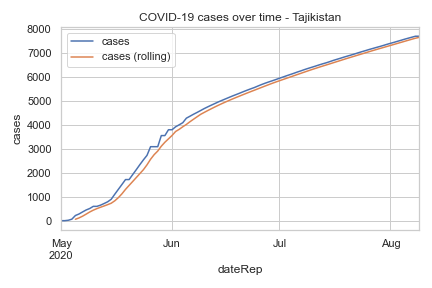 COVID-19 cases over time - Tajikistan
cases
cases (rolling)
8000
7000
6000
5000
4000
3000
2000
1000
0
cases
May
2020
Jun
Jul
Aug
dateRep